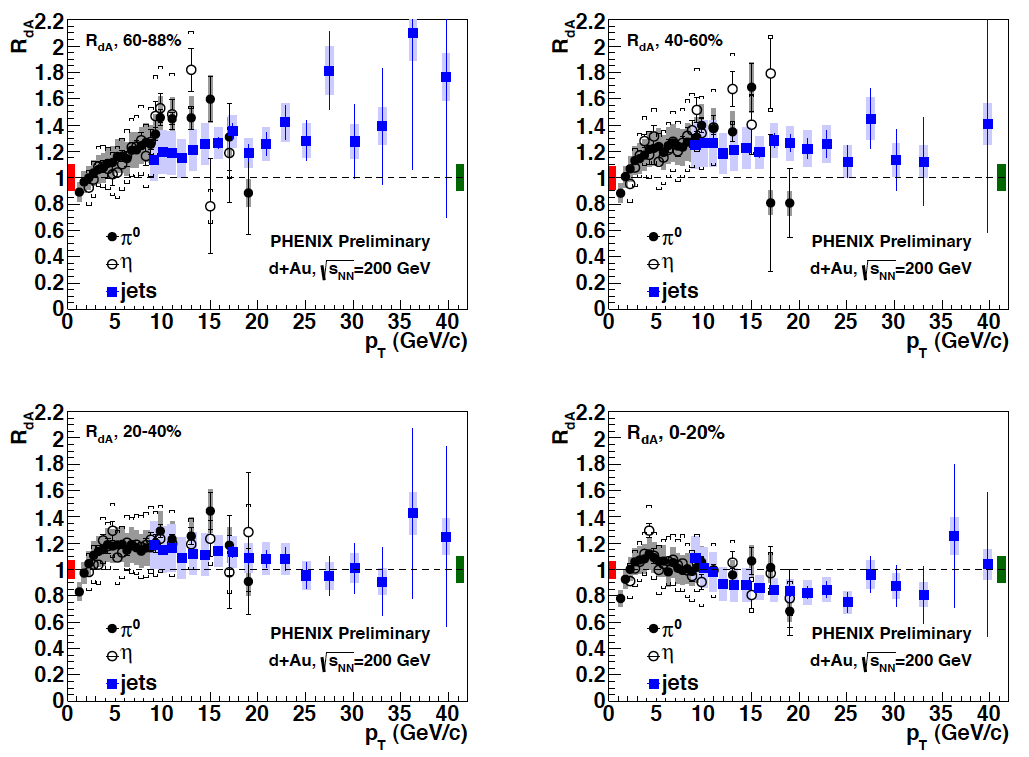 R_dA
R_dA, 60-88%
2.2
2
1.8
1.6
1.4
1.2
1
0.8
0.6
0.4
0.2
0
π⁰
η
jets
PHENIX Preliminary
d+Au, √s_NN=200 GeV
0 5 10 15 20 25 30 35 40
p_T (GeV/c)
R_dA
R_dA, 40-60%
2.2
2
1.8
1.6
1.4
1.2
1
0.8
0.6
0.4
0.2
0
π⁰
η
jets
PHENIX Preliminary
d+Au, √s_NN=200 GeV
0 5 10 15 20 25 30 35 40
p_T (GeV/c)
R_dA
R_dA, 20-40%
2.2
2
1.8
1.6
1.4
1.2
1
0.8
0.6
0.4
0.2
0
π⁰
η
jets
PHENIX Preliminary
d+Au, √s_NN=200 GeV
0 5 10 15 20 25 30 35 40
p_T (GeV/c)
R_dA
R_dA, 0-20%
2.2
2
1.8
1.6
1.4
1.2
1
0.8
0.6
0.4
0.2
0
π⁰
η
jets
PHENIX Preliminary
d+Au, √s_NN=200 GeV
0 5 10 15 20 25 30 35 40
p_T (GeV/c)